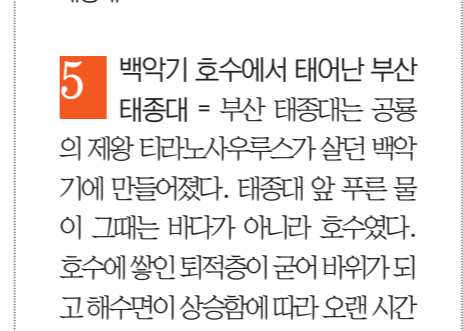 5 백악기 호수에서 태어난 부산
태종대 = 부산 태종대는 공룡
의 제왕 티라노사우루스가 살던 백악
기에 만들어졌다. 태종대 앞 푸른 물
이 그때는 바다가 아니라 호수였다.
호수에 쌓인 퇴적층이 굳어 바위가 되
고 해수면이 상승함에 따라 오랜 시간